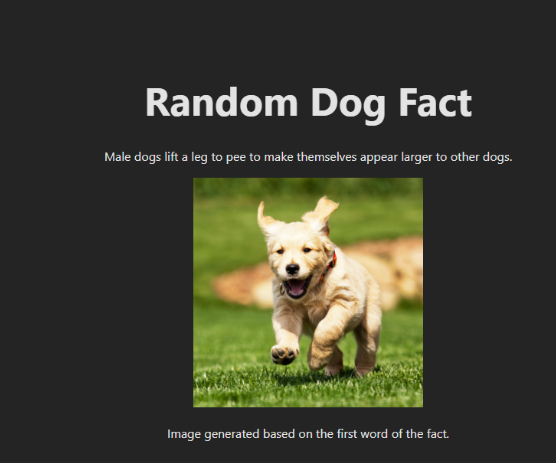 Random Dog Fact
Male dogs lift a leg to pee to make themselves appear larger to other dogs.
Image generated based on the first word of the fact.